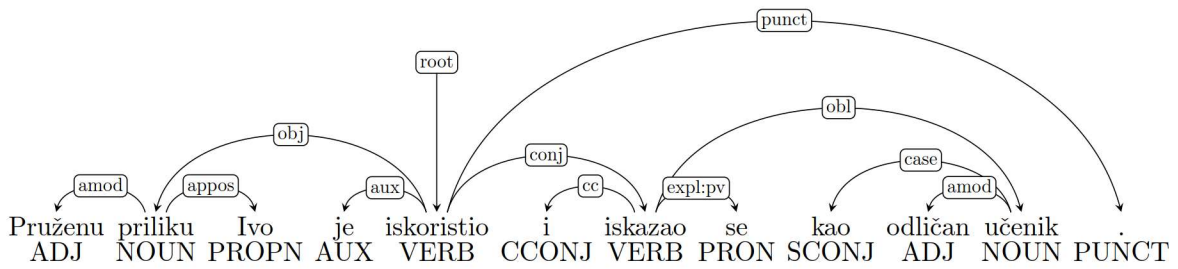 punct
root
obl
obj
conj
case
amod appos aux cc expl:pv amod
Pruženu priliku Ivo je iskoristio i iskazao se kao odličan učenik .
ADJ NOUN PROPN AUX VERB CCONJ VERB PRON SCONJ ADJ NOUN PUNCT